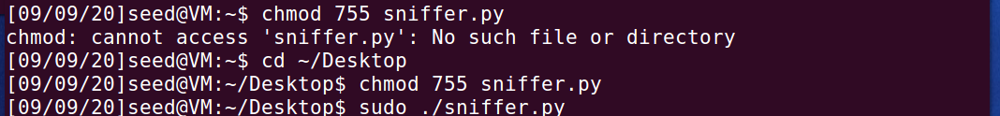 [09/09/20]seed@VM:~$ chmod 755 sniffer.py
chmod: cannot access 'sniffer.py': No such file or directory
[09/09/20]seed@VM:~$ cd ~/Desktop
[09/09/20]seed@VM:~/Desktop$ chmod 755 sniffer.py
[09/09/20]seed@VM:~/Desktop$ sudo ./sniffer.py